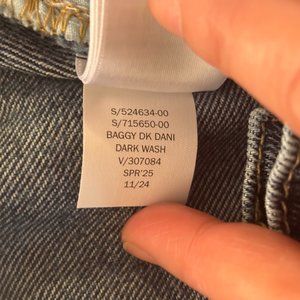 S/524634-00
S/715650-00
BAGGY DK DANI
DARK WASH
V/307084
SPR'25
11/24